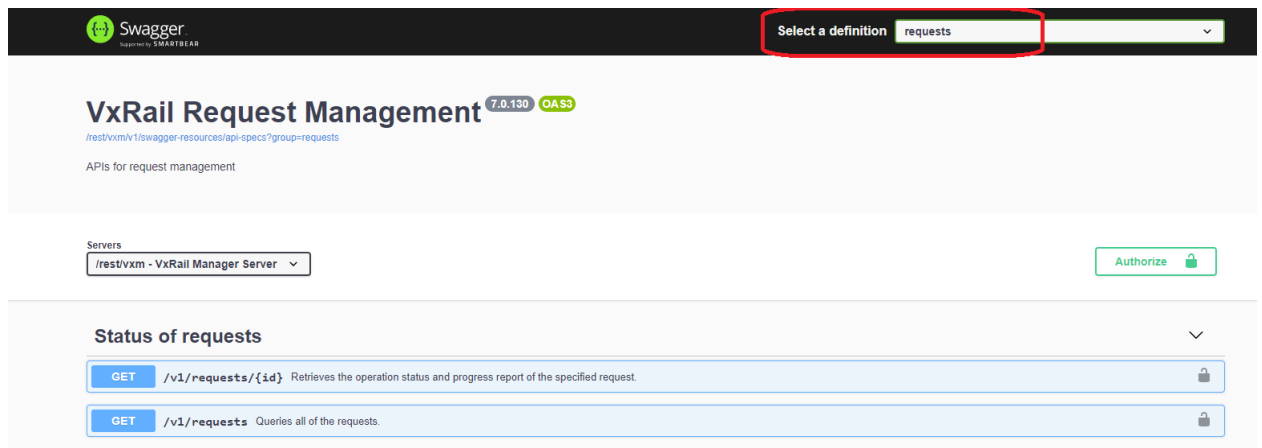 Swagger.
Supported by SMARTBEAR
Select a definition requests
VxRail Request Management 7.0.130 OAS3
/rest/vxm/v1/swagger-resources/api-specs?group=requests
APIs for request management
Servers
/rest/vxm - VxRail Manager Server
Authorize
Status of requests
GET /v1/requests/{id} Retrieves the operation status and progress report of the specified request.
GET /v1/requests Queries all of the requests.